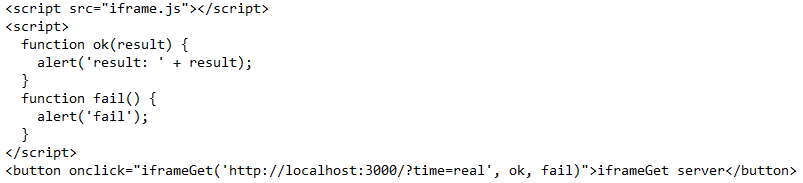 <script src="iframe.js"></script>
<script>
  function ok(result) {
    alert('result: ' + result);
  }
  function fail() {
    alert('fail');
  }
</script>
<button onclick="iframeGet('http://localhost:3000/?time=real', ok, fail)">iframeGet server</button>